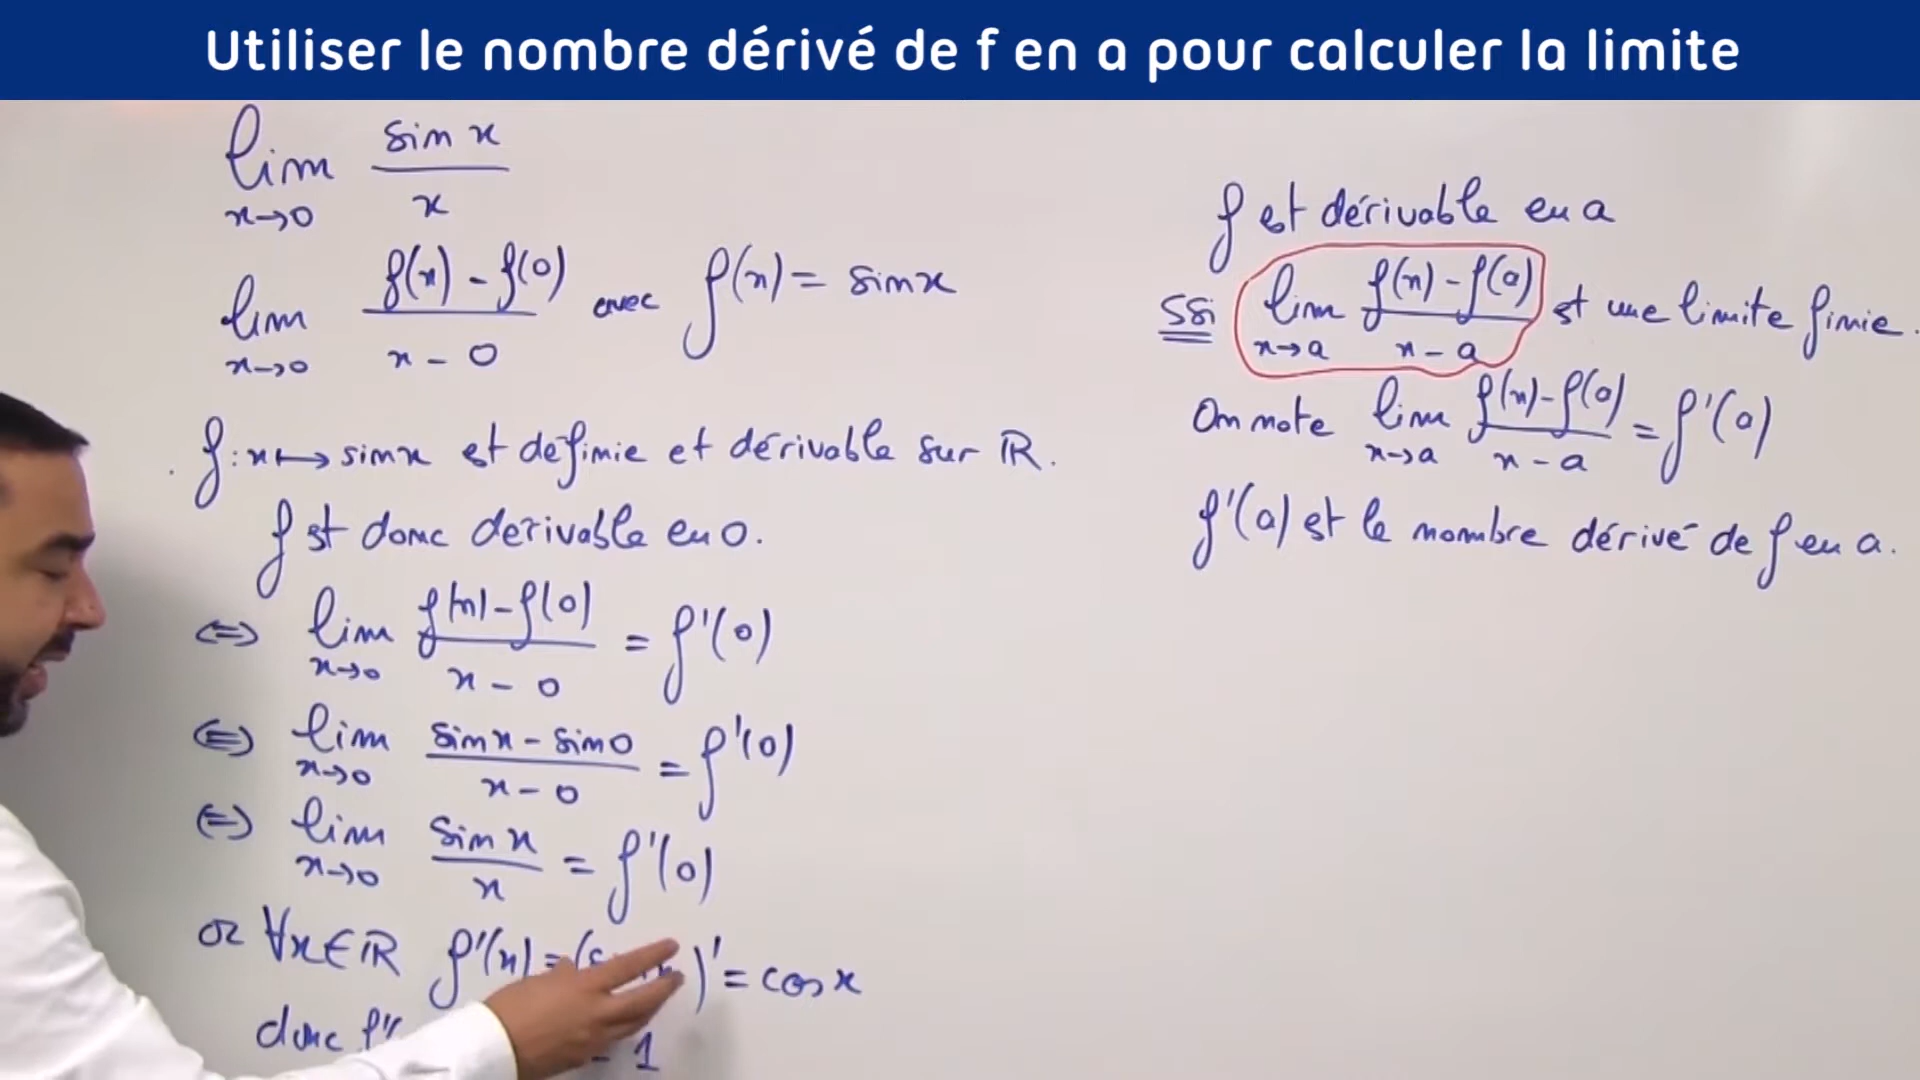 Utiliser le nombre dérivé de f en a pour calculer la limite
lim sin x / x
x→0
lim f(x) - f(0) / x - 0 avec f(x) = sin x
x→0
f : x ↦ sin x est définie et dérivable sur ℝ.
f est donc derivable en 0.
⇔ lim f(x) - f(0) / x - 0 = f'(0)
x→0
⇔ lim sin x - sin 0 / x - 0 = f'(0)
x→0
⇔ lim sin x / x = f'(0)
x→0
or ∀x∈ℝ f'(x) = ( )' = cos x
donc 1
f est dérivable en a
ssi lim f(x) - f(a) / x - a est une limite finie.
x→a
On note lim f(x) - f(a) / x - a = f'(a)
x→a
f'(a) est le nombre dérivé de f en a.